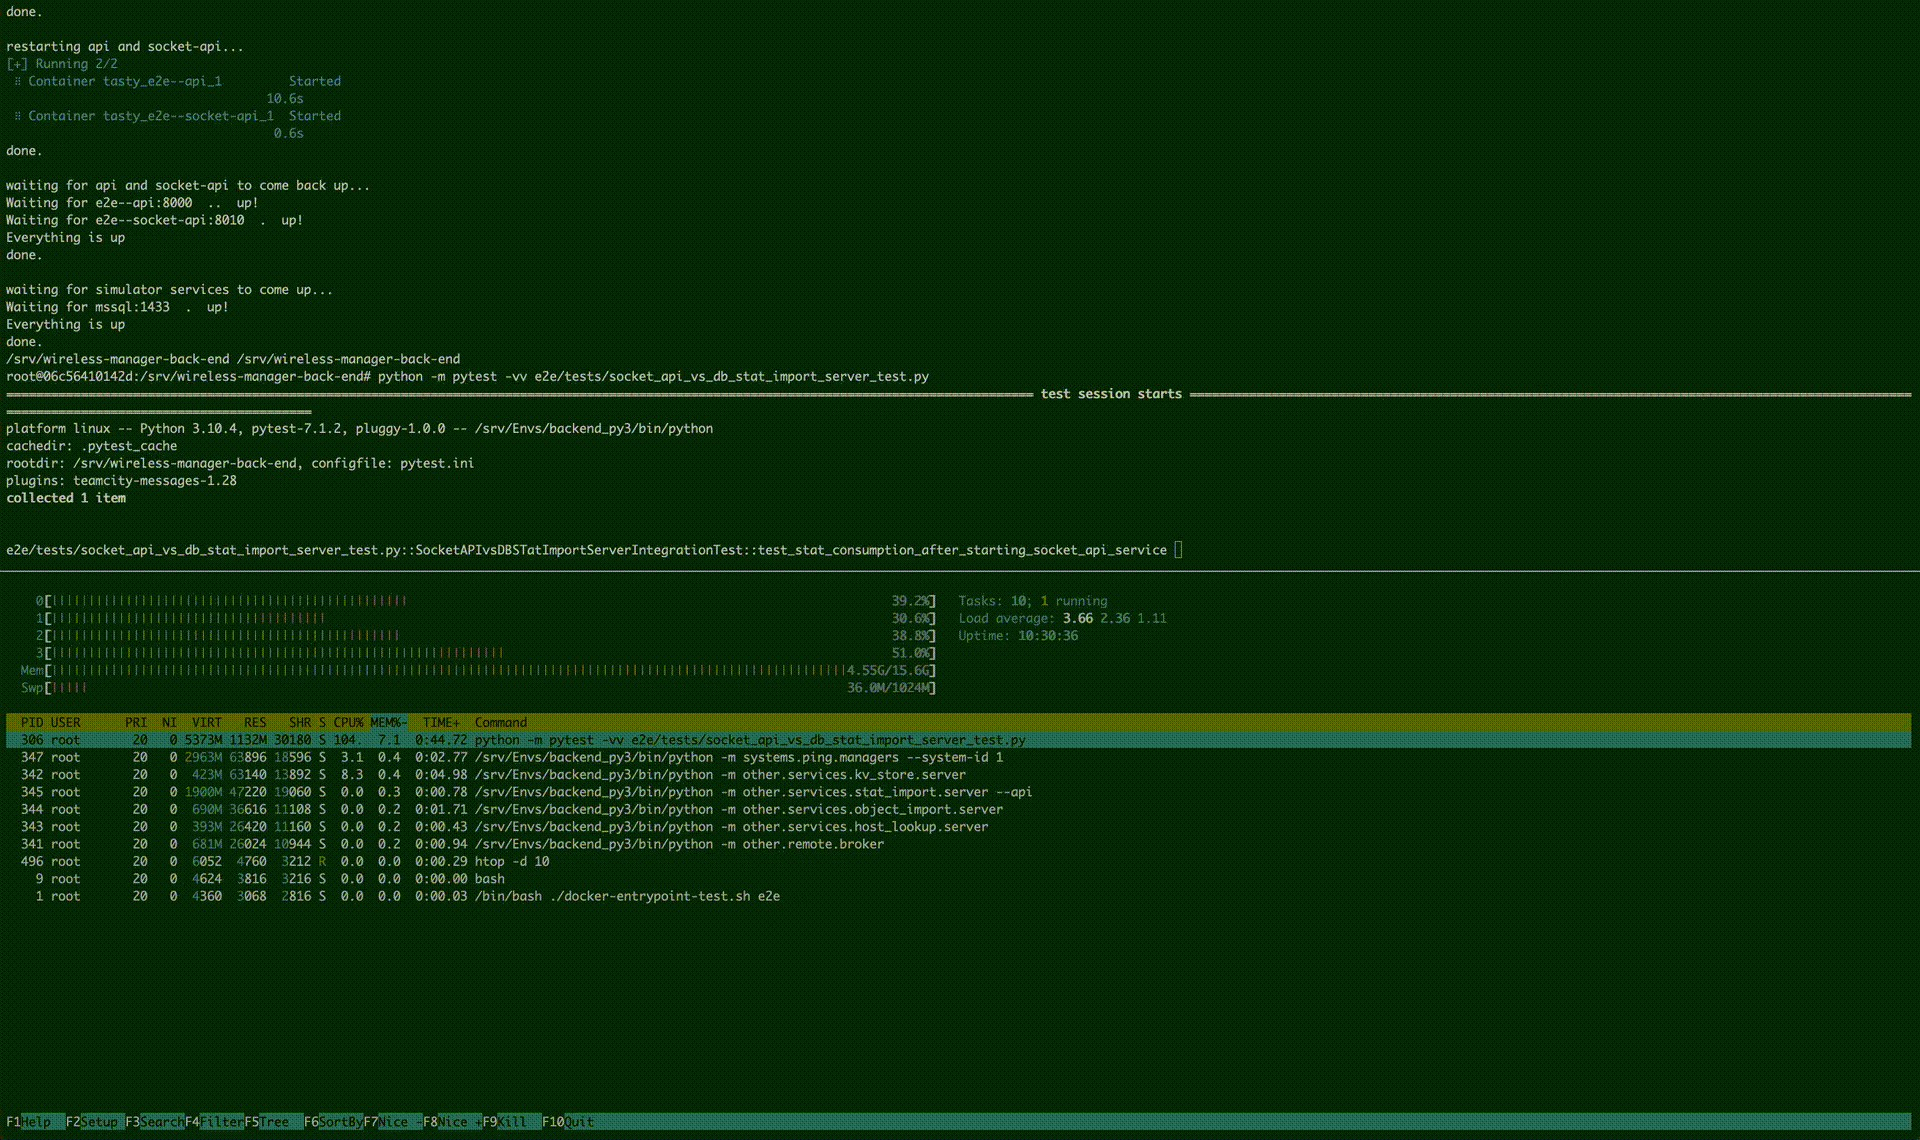 done.
restarting api and socket-api...
[+] Running 2/2
⠿ Container tasty_e2e--api_1 Started
10.6s
⠿ Container tasty_e2e--socket-api_1 Started
0.6s
done.
waiting for api and socket-api to come back up...
Waiting for e2e--api:8000 .. up!
Waiting for e2e--socket-api:8010 . up!
Everything is up
done.
waiting for simulator services to come up...
Waiting for mssql:1433 . up!
Everything is up
done.
/srv/wireless-manager-back-end /srv/wireless-manager-back-end
root@06c56410142d:/srv/wireless-manager-back-end# python -m pytest -vv e2e/tests/socket_api_vs_db_stat_import_server_test.py
test session starts
platform linux -- Python 3.10.4, pytest-7.1.2, pluggy-1.0.0 -- /srv/Envs/backend_py3/bin/python
cachedir: .pytest_cache
rootdir: /srv/wireless-manager-back-end, configfile: pytest.ini
plugins: teamcity-messages-1.28
collected 1 item
e2e/tests/socket_api_vs_db_stat_import_server_test.py::SocketAPIvsDBSTatImportServerIntegrationTest::test_stat_consumption_after_starting_socket_api_service
0[ 39.2%] Tasks: 10; 1 running
1[ 30.6%] Load average: 3.66 2.36 1.11
2[ 38.8%] Uptime: 10:30:36
3[ 51.0%]
Mem[ 4.55G/15.6G]
Swp[ 36.0M/1024M]
PID USER PRI NI VIRT RES SHR S CPU% MEM%- TIME+ Command
306 root 20 0 5373M 1132M 30180 S 104. 7.1 0:44.72 python -m pytest -vv e2e/tests/socket_api_vs_db_stat_import_server_test.py
347 root 20 0 2963M 63896 18596 S 3.1 0.4 0:02.77 /srv/Envs/backend_py3/bin/python -m systems.ping.managers --system-id 1
342 root 20 0 423M 63140 13892 S 8.3 0.4 0:04.98 /srv/Envs/backend_py3/bin/python -m other.services.kv_store.server
345 root 20 0 1900M 47220 19060 S 0.0 0.3 0:00.78 /srv/Envs/backend_py3/bin/python -m other.services.stat_import.server --api
344 root 20 0 690M 36616 11108 S 0.0 0.2 0:01.71 /srv/Envs/backend_py3/bin/python -m other.services.object_import.server
343 root 20 0 393M 26420 11160 S 0.0 0.2 0:00.43 /srv/Envs/backend_py3/bin/python -m other.services.host_lookup.server
341 root 20 0 681M 26024 10944 S 0.0 0.2 0:00.94 /srv/Envs/backend_py3/bin/python -m other.remote.broker
496 root 20 0 6052 4760 3212 R 0.0 0.0 0:00.29 htop -d 10
9 root 20 0 4624 3816 3216 S 0.0 0.0 0:00.00 bash
1 root 20 0 4360 3068 2816 S 0.0 0.0 0:00.03 /bin/bash ./docker-entrypoint-test.sh e2e
F1Help F2Setup F3SearchF4FilterF5Tree F6SortByF7Nice -F8Nice +F9Kill F10Quit